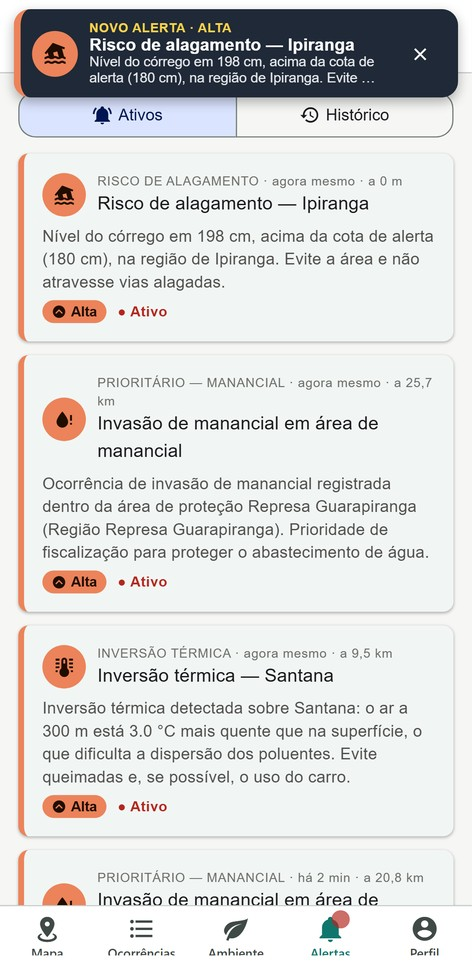 NOVO ALERTA · ALTA
Risco de alagamento — Ipiranga
Nível do córrego em 198 cm, acima da cota de
alerta (180 cm), na região de Ipiranga. Evite …
Ativos
Histórico
RISCO DE ALAGAMENTO · agora mesmo · a 0 m
Risco de alagamento — Ipiranga
Nível do córrego em 198 cm, acima da cota de alerta
(180 cm), na região de Ipiranga. Evite a área e não
atravesse vias alagadas.
Alta
Ativo
PRIORITÁRIO — MANANCIAL · agora mesmo · a 25,7
km
Invasão de manancial em área de
manancial
Ocorrência de invasão de manancial registrada
dentro da área de proteção Represa Guarapiranga
(Região Represa Guarapiranga). Prioridade de
fiscalização para proteger o abastecimento de água.
Alta
Ativo
INVERSÃO TÉRMICA · agora mesmo · a 9,5 km
Inversão térmica — Santana
Inversão térmica detectada sobre Santana: o ar a
300 m está 3.0 °C mais quente que na superfície, o
que dificulta a dispersão dos poluentes. Evite
queimadas e, se possível, o uso do carro.
Alta
Ativo
PRIORITÁRIO — MANANCIAL · há 2 min · a 20,8 km
Invasão de manancial em área de
Mapa
Ocorrências
Ambiente
Alertas
Perfil